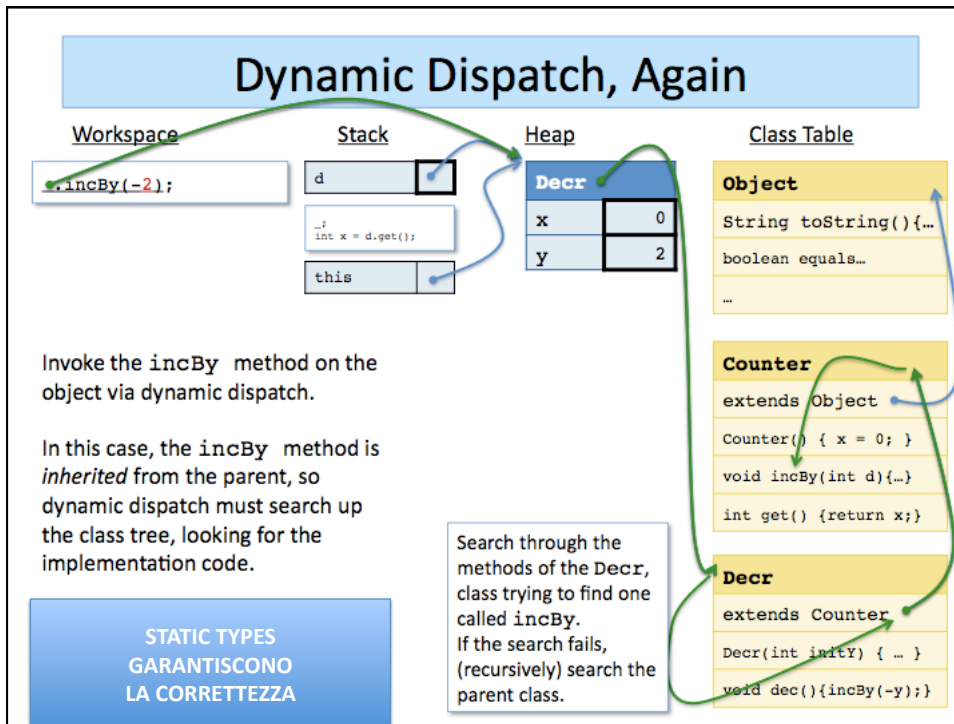 Dynamic Dispatch, Again
Workspace
Stack
Heap
Class Table
_.incBy(-2);
d
_;
int x = d.get();
this
Decr
x 0
y 2
Object
String toString(){…
boolean equals…
…
Counter
extends Object
Counter() { x = 0; }
void incBy(int d){…}
int get() {return x;}
Decr
extends Counter
Decr(int initY) { … }
void dec(){incBy(-y);}
Invoke the incBy method on the
object via dynamic dispatch.
In this case, the incBy method is
inherited from the parent, so
dynamic dispatch must search up
the class tree, looking for the
implementation code.
Search through the
methods of the Decr,
class trying to find one
called incBy.
If the search fails,
(recursively) search the
parent class.
STATIC TYPES
GARANTISCONO
LA CORRETTEZZA